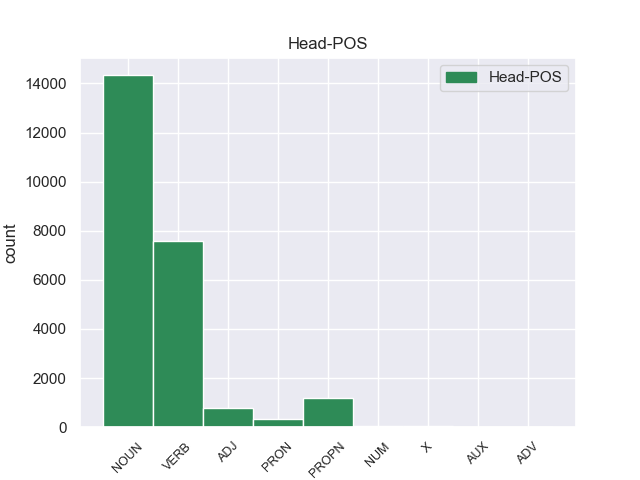 Head-POS
Head-POS
14000
12000
10000
8000
6000
4000
2000
0
count
NOUN
VERB
ADJ
PRON
PROPN
NUM
X
AUX
ADV